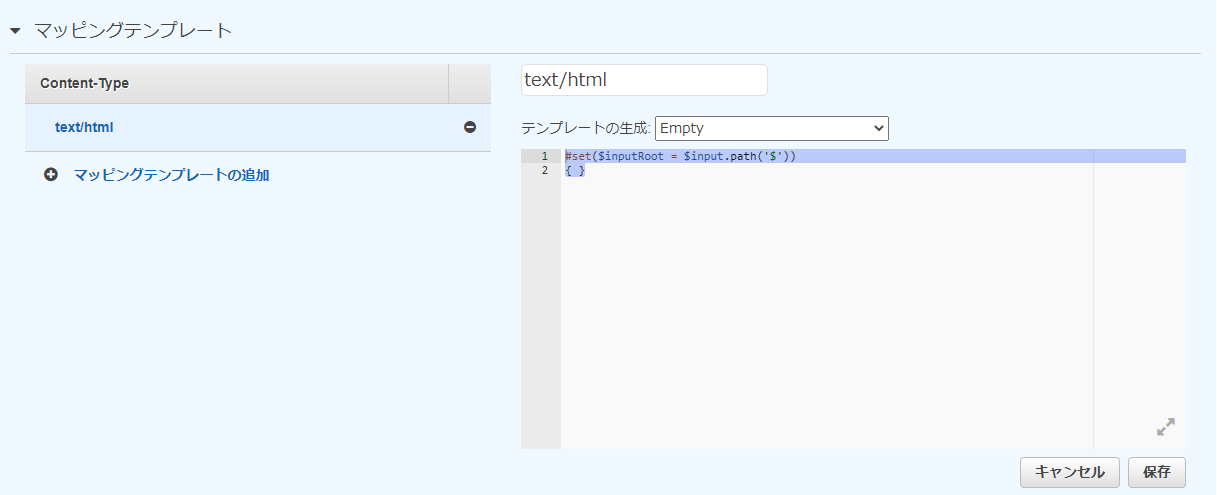 マッピングテンプレート
Content-Type
text/html
マッピングテンプレートの追加
text/html
テンプレートの生成: Empty
1 #set($inputRoot = $input.path('$'))
2 { }
キャンセル 保存